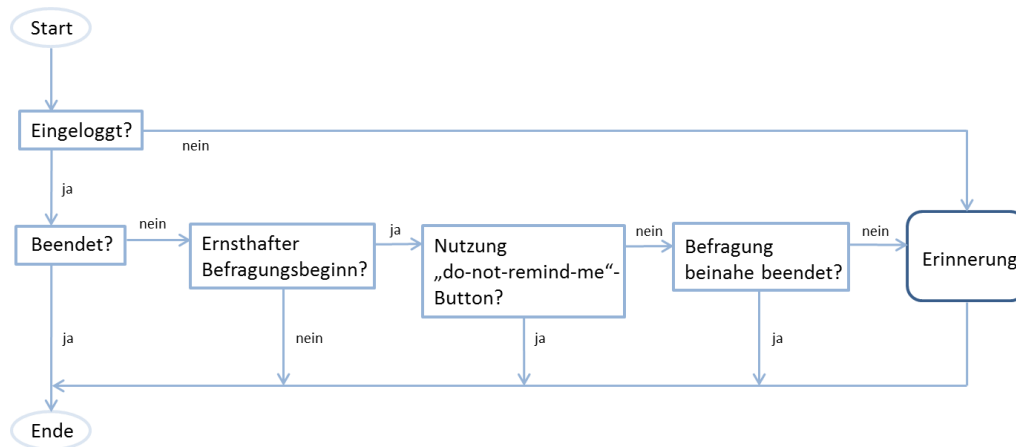 Start
Eingeloggt?
nein
ja
Beendet?
nein
Ernsthafter
Befragungsbeginn?
ja
Nutzung
„do-not-remind-me“-
Button?
nein
Befragung
beinahe beendet?
nein
Erinnerung
ja
nein
ja
ja
Ende